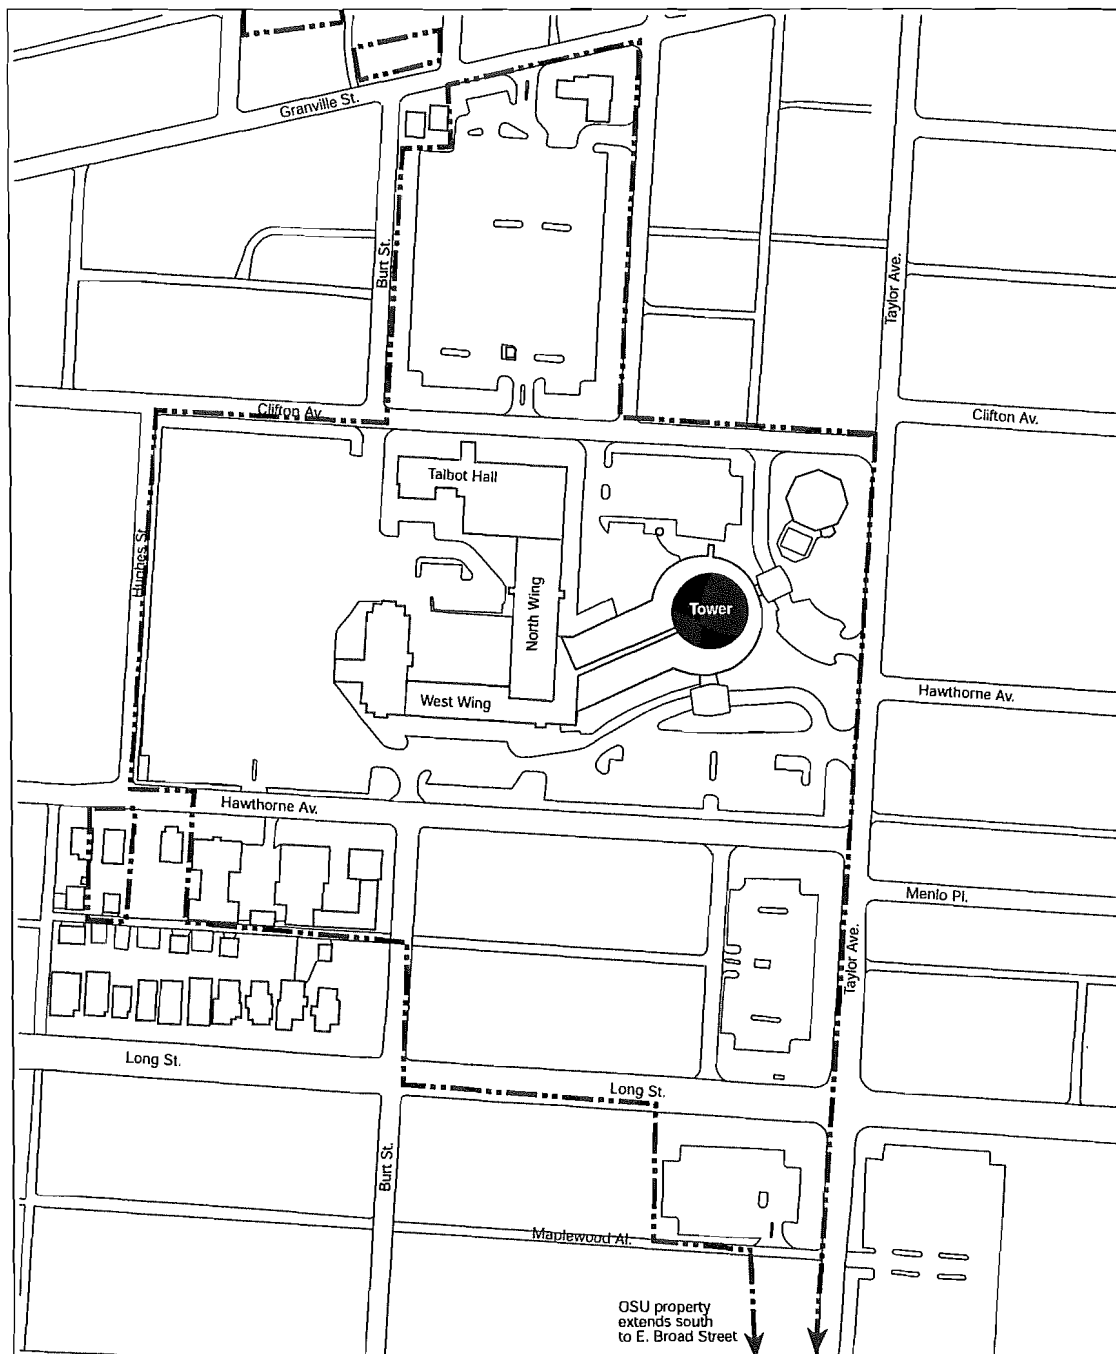 Granville St.
Burt St.
Taylor Ave.
Clifton Av.
Clifton Av.
Talbot Hall
Hughes St.
North Wing
Tower
West Wing
Hawthorne Av.
Hawthorne Av.
Menlo Pl.
Taylor Ave.
Long St.
Long St.
Burt St.
Maplewood Al.
OSU property
extends south
to E. Broad Street